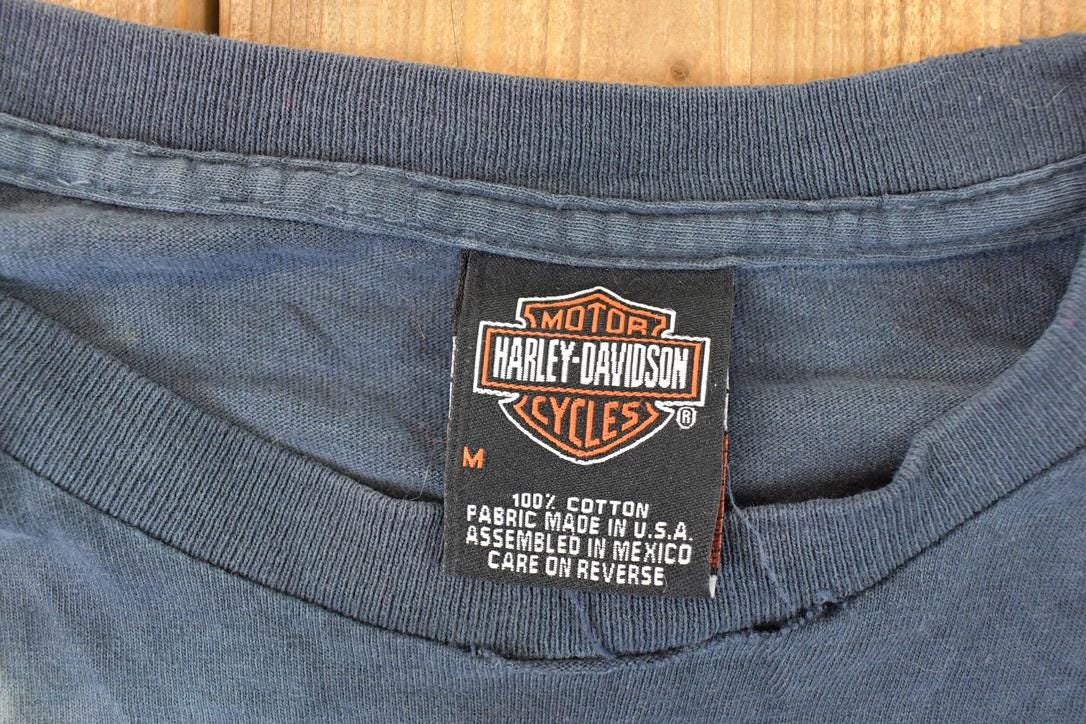 MOTOR
HARLEY-DAVIDSON
CYCLES
®
M
100% COTTON
FABRIC MADE IN U.S.A.
ASSEMBLED IN MEXICO
CARE ON REVERSE